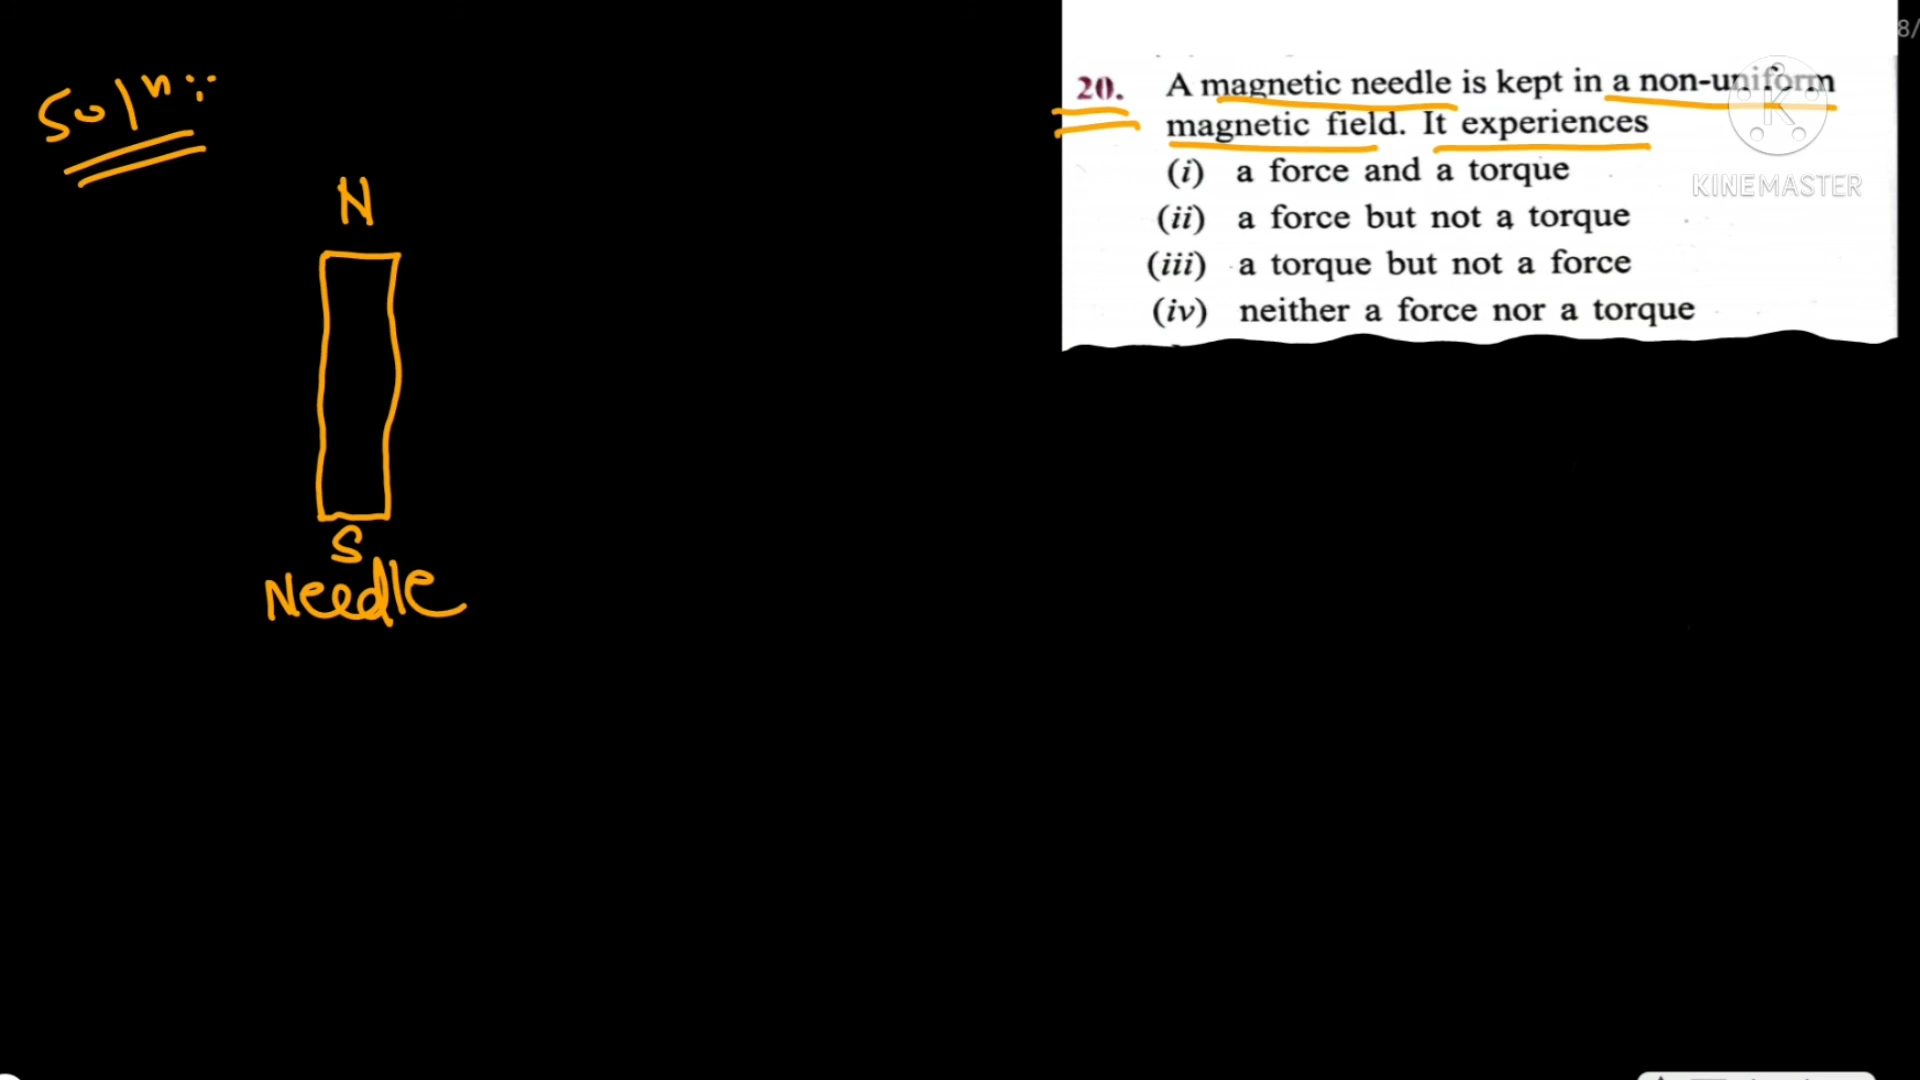 Solⁿ:
N
S
Needle
8/
20. A magnetic needle is kept in a non-uniform
magnetic field. It experiences
(i) a force and a torque
(ii) a force but not a torque
(iii) a torque but not a force
(iv) neither a force nor a torque
K
KINEMASTER